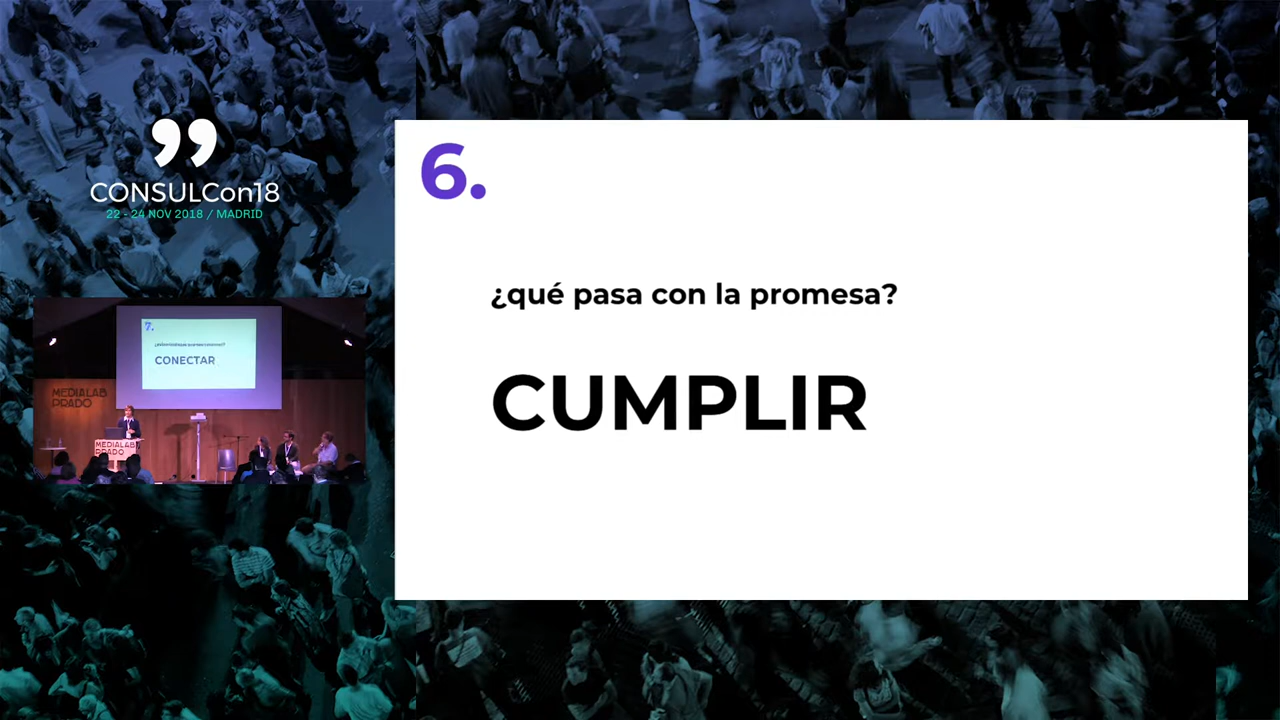 CONSULCon18
22 - 24 NOV 2018 / MADRID
6.
¿qué pasa con la promesa?
CUMPLIR
7.
CONECTAR
MEDIALAB
PRADO
MEDIALAB
PRADO